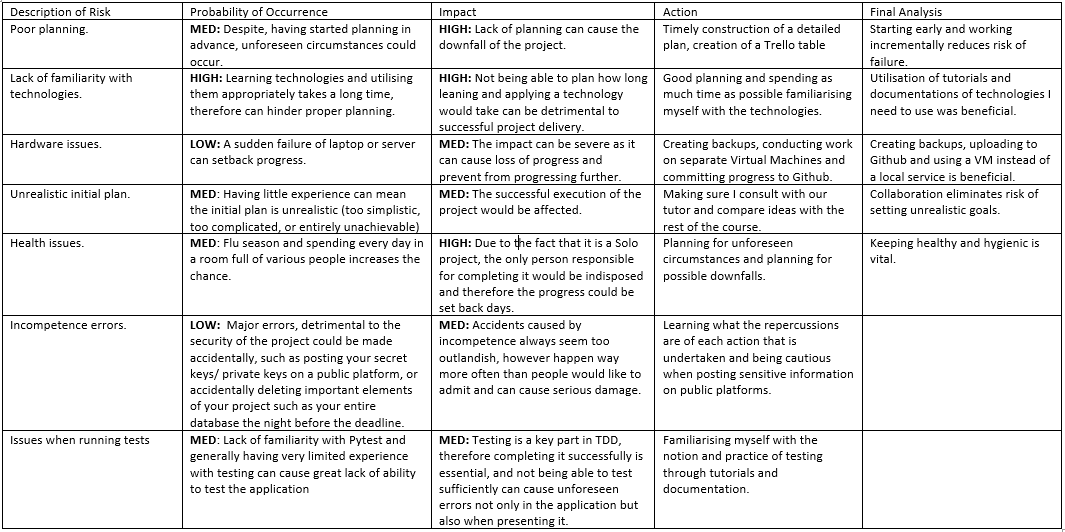 Description of Risk
Probability of Occurrence
Impact
Action
Final Analysis
Poor planning.
MED: Despite, having started planning in
advance, unforeseen circumstances could
occur.
HIGH: Lack of planning can cause the
downfall of the project.
Timely construction of a detailed
plan, creation of a Trello table
Starting early and working
incrementally reduces risk of
failure.
Lack of familiarity with
technologies.
HIGH: Learning technologies and utilising
them appropriately takes a long time,
therefore can hinder proper planning.
HIGH: Not being able to plan how long
leaning and applying a technology
would take can be detrimental to
successful project delivery.
Good planning and spending as
much time as possible familiarising
myself with the technologies.
Utilisation of tutorials and
documentations of technologies I
need to use was beneficial.
Hardware issues.
LOW: A sudden failure of laptop or server
can setback progress.
MED: The impact can be severe as it
can cause loss of progress and
prevent from progressing further.
Creating backups, conducting work
on separate Virtual Machines and
committing progress to Github.
Creating backups, uploading to
Github and using a VM instead of
a local service is beneficial.
Unrealistic initial plan.
MED: Having little experience can mean
the initial plan is unrealistic (too simplistic,
too complicated, or entirely unachievable)
MED: The successful execution of the
project would be affected.
Making sure I consult with our
tutor and compare ideas with the
rest of the course.
Collaboration eliminates risk of
setting unrealistic goals.
Health issues.
MED: Flu season and spending every day in
a room full of various people increases the
chance.
HIGH: Due to the fact that it is a Solo
project, the only person responsible
for completing it would be indisposed
and therefore the progress could be
set back days.
Planning for unforeseen
circumstances and planning for
possible downfalls.
Keeping healthy and hygienic is
vital.
Incompetence errors.
LOW: Major errors, detrimental to the
security of the project could be made
accidentally, such as posting your secret
keys/ private keys on a public platform, or
accidentally deleting important elements
of your project such as your entire
database the night before the deadline.
MED: Accidents caused by
incompetence always seem too
outlandish, however happen way
more often than people would like to
admit and can cause serious damage.
Learning what the repercussions
are of each action that is
undertaken and being cautious
when posting sensitive information
on public platforms.
Issues when running tests
MED: Lack of familiarity with Pytest and
generally having very limited experience
with testing can cause great lack of ability
to test the application
MED: Testing is a key part in TDD,
therefore completing it successfully is
essential, and not being able to test
sufficiently can cause unforeseen
errors not only in the application but
also when presenting it.
Familiarising myself with the
notion and practice of testing
through tutorials and
documentation.